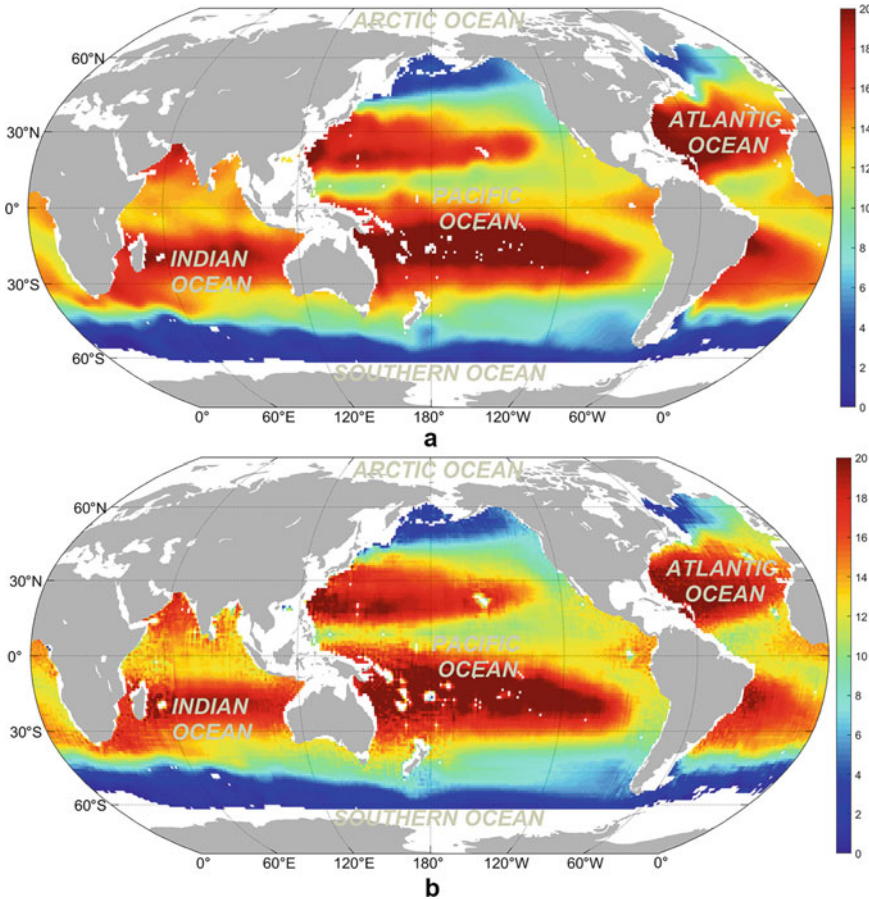 ARCTIC OCEAN
60°N
30°N
ATLANTIC
OCEAN
0°
PACIFIC
OCEAN
INDIAN
OCEAN
30°S
60°S
SOUTHERN OCEAN
0° 60°E 120°E 180° 120°W 60°W 0°
20
18
16
14
12
10
8
6
4
2
0
a
ARCTIC OCEAN
60°N
30°N
ATLANTIC
OCEAN
0°
PACIFIC
OCEAN
INDIAN
OCEAN
30°S
60°S
SOUTHERN OCEAN
0° 60°E 120°E 180° 120°W 60°W 0°
20
18
16
14
12
10
8
6
4
2
0
b